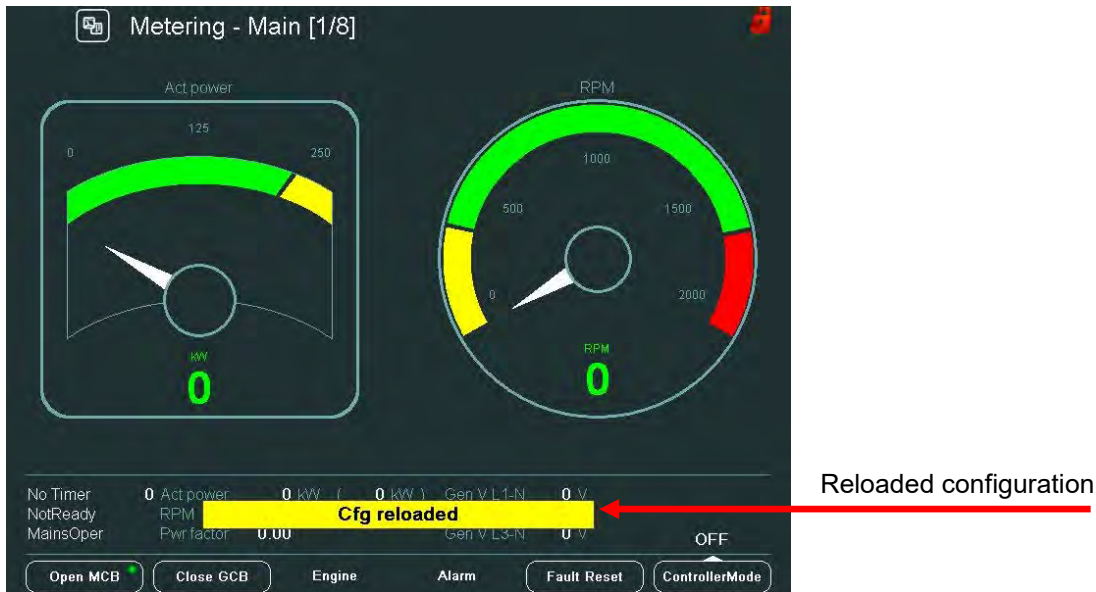 Metering - Main [1/8]
Act power
RPM
125
0
250
1000
500
1500
0
2000
kW
0
RPM
0
Reloaded configuration
No Timer 0 Act power 0 kW ( 0 kW ) Gen V L1-N 0 V
NotReady RPM Cfg reloaded
MainsOper Pwr factor 0.00 Gen V L3-N 0 V OFF
Open MCB Close GCB Engine Alarm Fault Reset ControllerMode